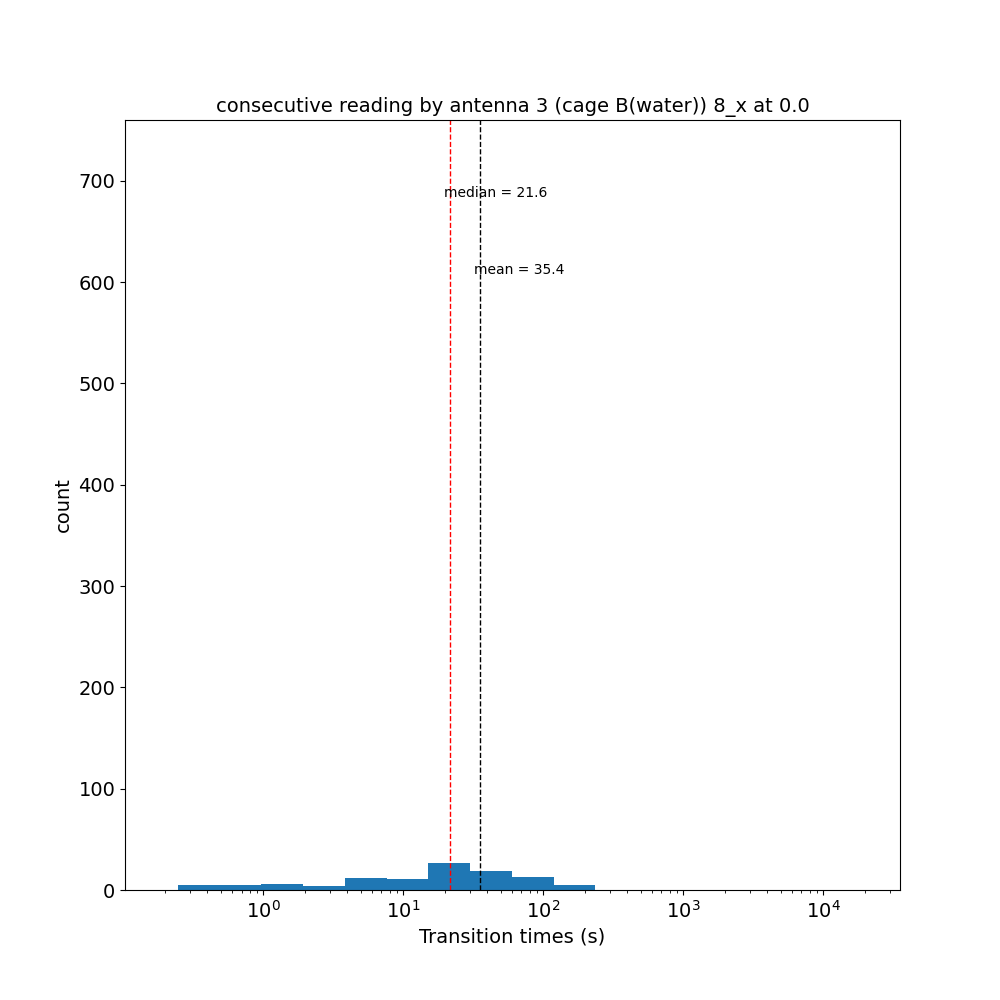 consecutive reading by antenna 3 (cage B(water)) 8_x at 0.0
700
median = 21.6
mean = 35.4
600
500
400
count
300
200
100
0
10⁰ 10¹ 10² 10³ 10⁴
Transition times (s)